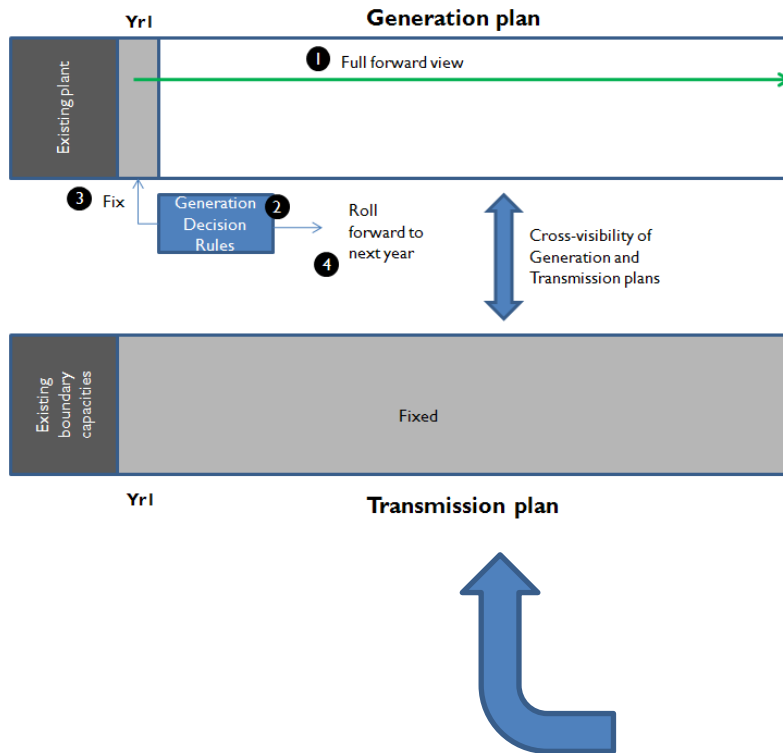 Yr1
Generation plan
1 Full forward view
Existing plant
3 Fix
Generation
Decision
Rules
2
Roll
forward to
next year
4
Cross-visibility of
Generation and
Transmission plans
Existing
boundary
capacities
Fixed
Yr1
Transmission plan